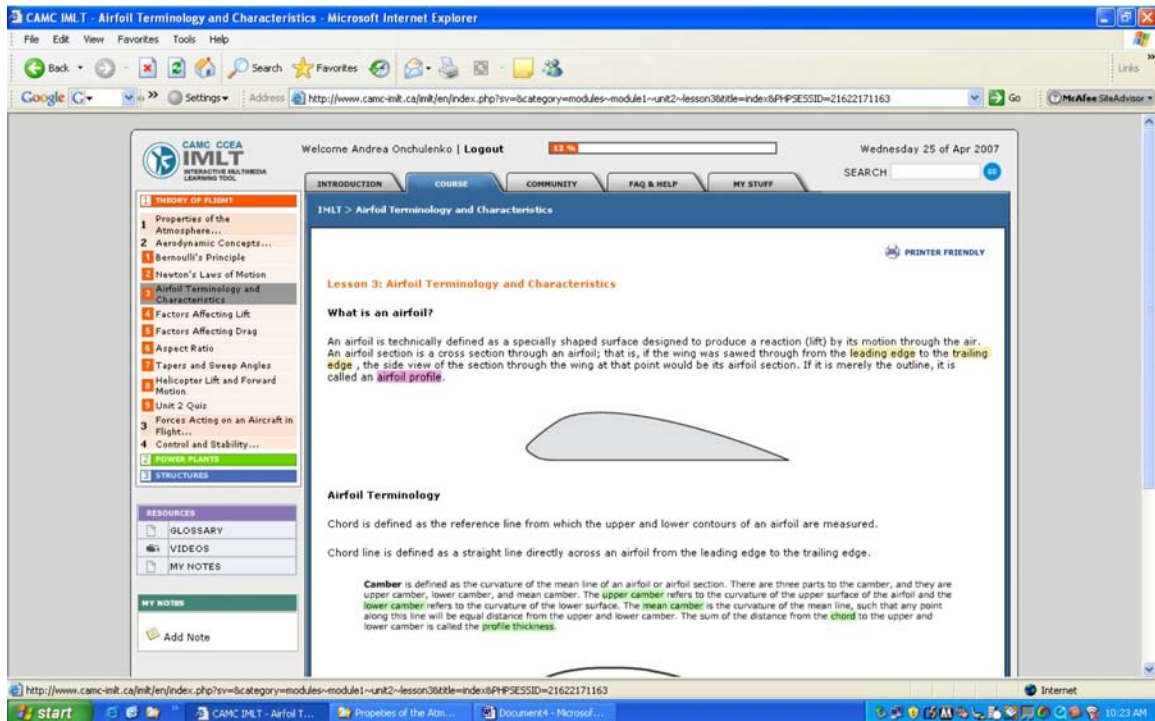 CAMC IMLT - Airfoil Terminology and Characteristics - Microsoft Internet Explorer
File Edit View Favorites Tools Help
Back Search Favorites Links
Google Settings Address http://www.camc-imlt.ca/imlt/en/index.php?sv=&category=modules~module1~unit2~lesson3&title=index&PHPSESSID=21622171163 Go McAfee SiteAdvisor
CAMC CCEA
IMLT
INTERACTIVE MULTIMEDIA
LEARNING TOOL
Welcome Andrea Onchulenko | Logout 12 % Wednesday 25 of Apr 2007
SEARCH GO
INTRODUCTION COURSE COMMUNITY FAQ & HELP MY STUFF
IMLT > Airfoil Terminology and Characteristics
1 THEORY OF FLIGHT
1 Properties of the
Atmosphere...
2 Aerodynamic Concepts...
1 Bernoulli's Principle
2 Newton's Laws of Motion
3 Airfoil Terminology and
Characteristics
4 Factors Affecting Lift
5 Factors Affecting Drag
6 Aspect Ratio
7 Tapers and Sweep Angles
8 Helicopter Lift and Forward
Motion
9 Unit 2 Quiz
3 Forces Acting on an Aircraft in
Flight...
4 Control and Stability...
2 POWER PLANTS
3 STRUCTURES
RESOURCES
GLOSSARY
VIDEOS
MY NOTES
MY NOTES
Add Note
PRINTER FRIENDLY
Lesson 3: Airfoil Terminology and Characteristics
What is an airfoil?
An airfoil is technically defined as a specially shaped surface designed to produce a reaction (lift) by its motion through the air.
An airfoil section is a cross section through an airfoil; that is, if the wing was sawed through from the leading edge to the trailing
edge , the side view of the section through the wing at that point would be its airfoil section. If it is merely the outline, it is
called an airfoil profile.
Airfoil Terminology
Chord is defined as the reference line from which the upper and lower contours of an airfoil are measured.
Chord line is defined as a straight line directly across an airfoil from the leading edge to the trailing edge.
Camber is defined as the curvature of the mean line of an airfoil or airfoil section. There are three parts to the camber, and they are
upper camber, lower camber, and mean camber. The upper camber refers to the curvature of the upper surface of the airfoil and the
lower camber refers to the curvature of the lower surface. The mean camber is the curvature of the mean line, such that any point
along this line will be equal distance from the upper and lower camber. The sum of the distance from the chord to the upper and
lower camber is called the profile thickness.
http://www.camc-imlt.ca/imlt/en/index.php?sv=&category=modules~module1~unit2~lesson3&title=index&PHPSESSID=21622171163 Internet
start CAMC IMLT - Airfoil T... Propeties of the Atm... Document4 - Microsof... 10:23 AM